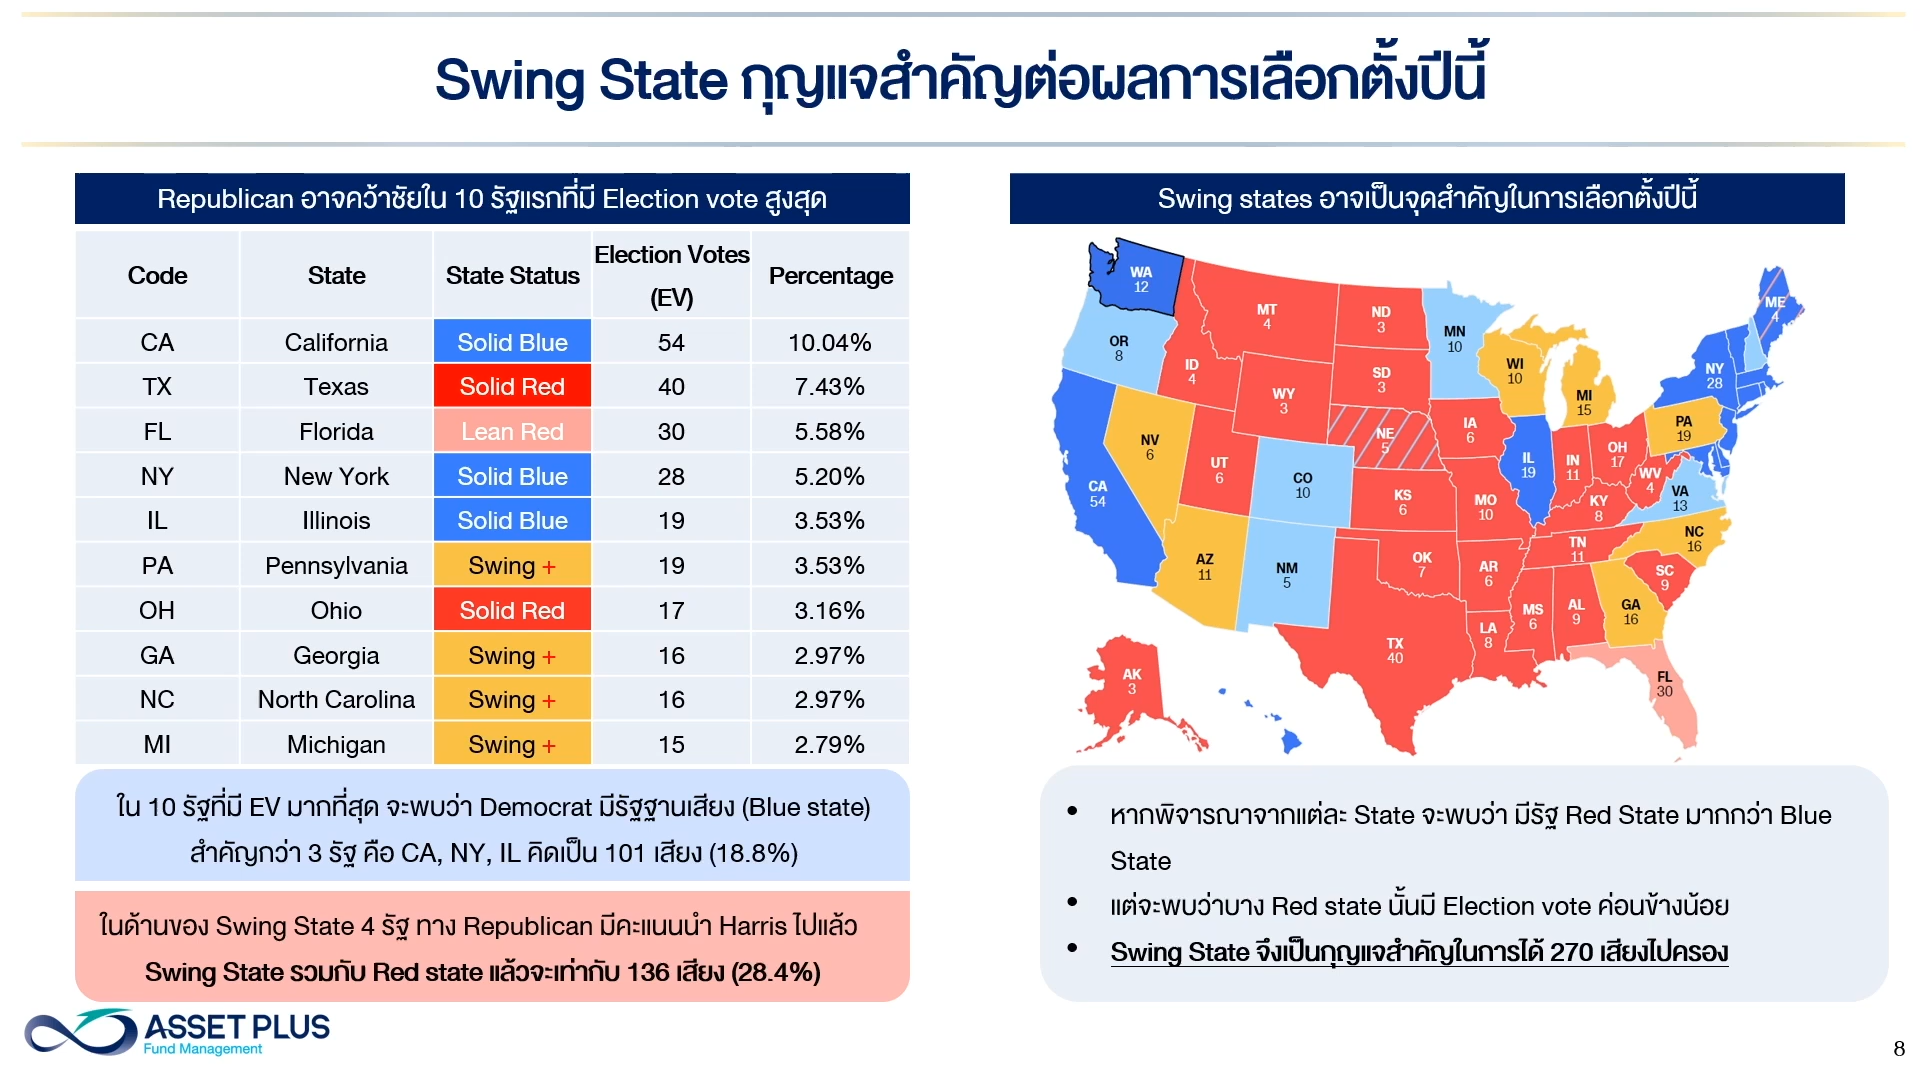 Swing State กุญแจสำคัญต่อผลการเลือกตั้งปีนี้
Republican อาจคว้าชัยใน 10 รัฐแรกที่มี Election vote สูงสุด
Code State State Status Election Votes (EV) Percentage
CA California Solid Blue 54 10.04%
TX Texas Solid Red 40 7.43%
FL Florida Lean Red 30 5.58%
NY New York Solid Blue 28 5.20%
IL Illinois Solid Blue 19 3.53%
PA Pennsylvania Swing + 19 3.53%
OH Ohio Solid Red 17 3.16%
GA Georgia Swing + 16 2.97%
NC North Carolina Swing + 16 2.97%
MI Michigan Swing + 15 2.79%
ใน 10 รัฐที่มี EV มากที่สุด จะพบว่า Democrat มีรัฐฐานเสียง (Blue state)
สำคัญกว่า 3 รัฐ คือ CA, NY, IL คิดเป็น 101 เสียง (18.8%)
ในด้านของ Swing State 4 รัฐ ทาง Republican มีคะแนนนำ Harris ไปแล้ว
Swing State รวมกับ Red state แล้วจะเท่ากับ 136 เสียง (28.4%)
Swing states อาจเป็นจุดสำคัญในการเลือกตั้งปีนี้
WA
12
OR
8
CA
54
NV
6
ID
4
MT
4
WY
3
UT
6
AZ
11
CO
10
NM
5
ND
3
SD
3
NE
5
KS
6
OK
7
TX
40
MN
10
IA
6
MO
10
AR
6
LA
8
WI
10
IL
19
MI
15
IN
11
OH
17
KY
8
TN
11
MS
6
AL
9
GA
16
FL
30
SC
9
NC
16
VA
13
WV
4
PA
19
NY
28
ME
4
AK
3
• หากพิจารณาจากแต่ละ State จะพบว่า มีรัฐ Red State มากกว่า Blue
State
• แต่จะพบว่าบาง Red state นั้นมี Election vote ค่อนข้างน้อย
• Swing State จึงเป็นกุญแจสำคัญในการได้ 270 เสียงไปครอง
ASSET PLUS
Fund Management
8